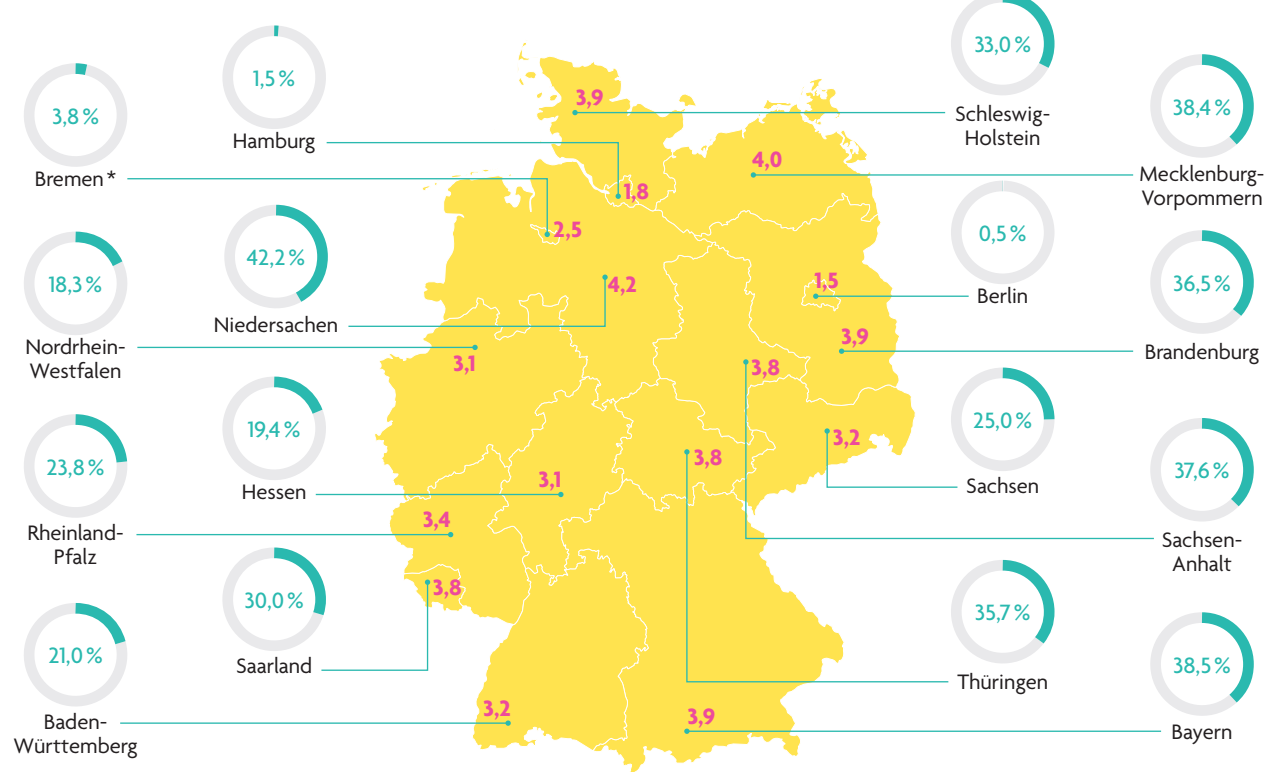 3,8 %
Bremen *
1,5 %
Hamburg
18,3 %
Nordrhein-
Westfalen
42,2 %
Niedersachen
23,8 %
Rheinland-
Pfalz
19,4 %
Hessen
21,0 %
Baden-
Württemberg
30,0 %
Saarland
3,9
4,0
1,8
2,5
4,2
1,5
3,9
3,1
3,8
3,2
3,8
3,1
3,4
3,8
3,2
3,9
33,0 %
Schleswig-
Holstein
38,4 %
Mecklenburg-
Vorpommern
0,5 %
Berlin
36,5 %
Brandenburg
25,0 %
Sachsen
37,6 %
Sachsen-
Anhalt
35,7 %
Thüringen
38,5 %
Bayern